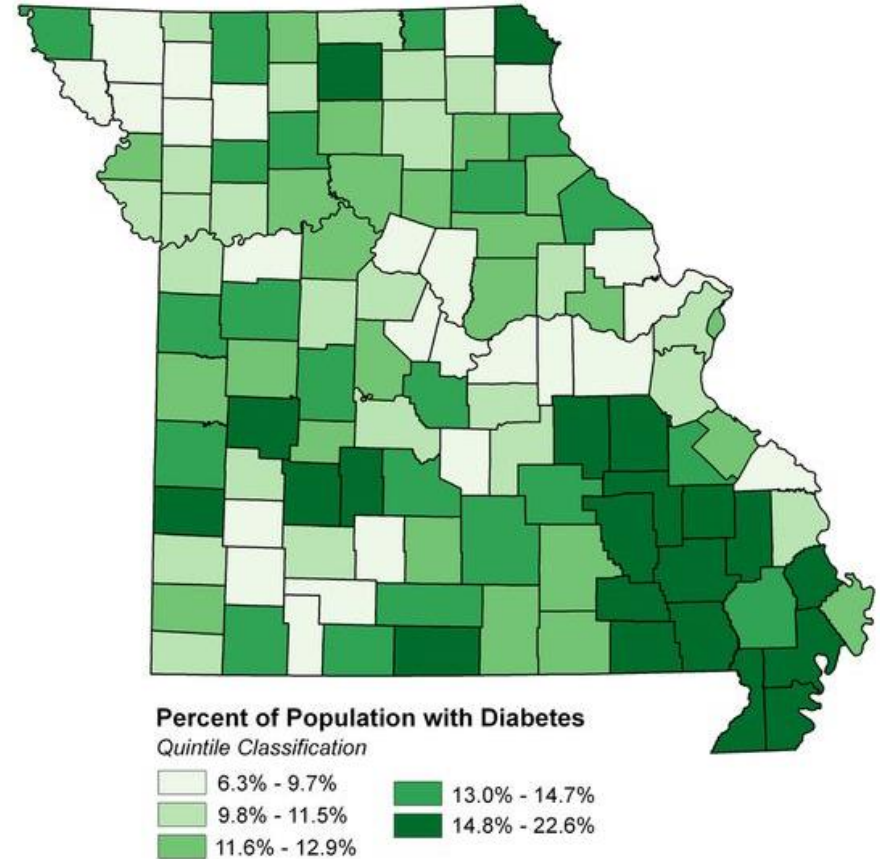 Percent of Population with Diabetes
Quintile Classification
6.3% - 9.7%
9.8% - 11.5%
11.6% - 12.9%
13.0% - 14.7%
14.8% - 22.6%